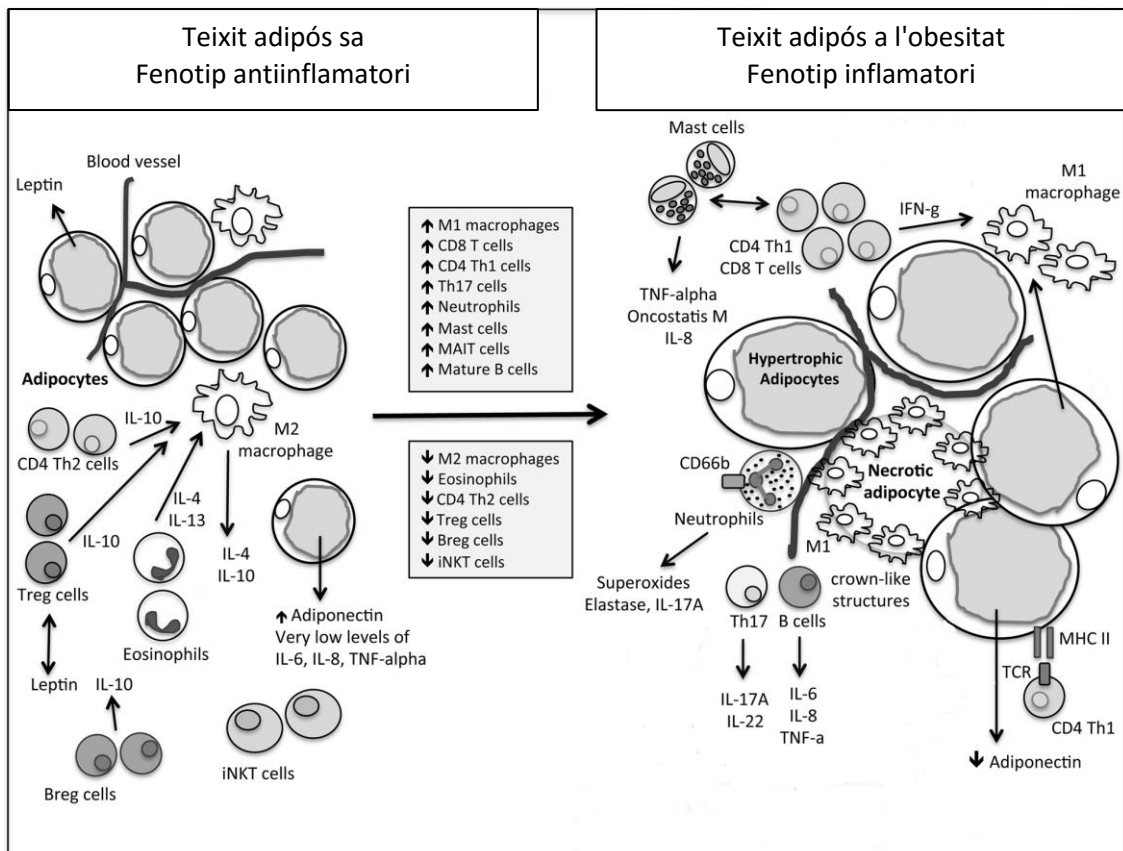 Teixit adipós sa
Fenotip antiinflamatori
Teixit adipós a l'obesitat
Fenotip inflamatori
Blood vessel
Leptin
Adipocytes
IL-10
CD4 Th2 cells
M2
macrophage
IL-4
IL-13
IL-10
Treg cells
IL-4
IL-10
Eosinophils
↑ Adiponectin
Very low levels of
IL-6, IL-8, TNF-alpha
Leptin
IL-10
Breg cells
iNKT cells
↑ M1 macrophages
↑ CD8 T cells
↑ CD4 Th1 cells
↑ Th17 cells
↑ Neutrophils
↑ Mast cells
↑ MAIT cells
↑ Mature B cells
↓ M2 macrophages
↓ Eosinophils
↓ CD4 Th2 cells
↓ Treg cells
↓ Breg cells
↓ iNKT cells
Mast cells
M1
macrophage
IFN-g
CD4 Th1
CD8 T cells
TNF-alpha
Oncostatis M
IL-8
Hypertrophic
Adipocytes
CD66b
Neutrophils
Necrotic
adipocyte
M1
crown-like
structures
Superoxides
Elastase, IL-17A
Th17
B cells
IL-17A
IL-22
IL-6
IL-8
TNF-a
MHC II
TCR
CD4 Th1
↓ Adiponectin